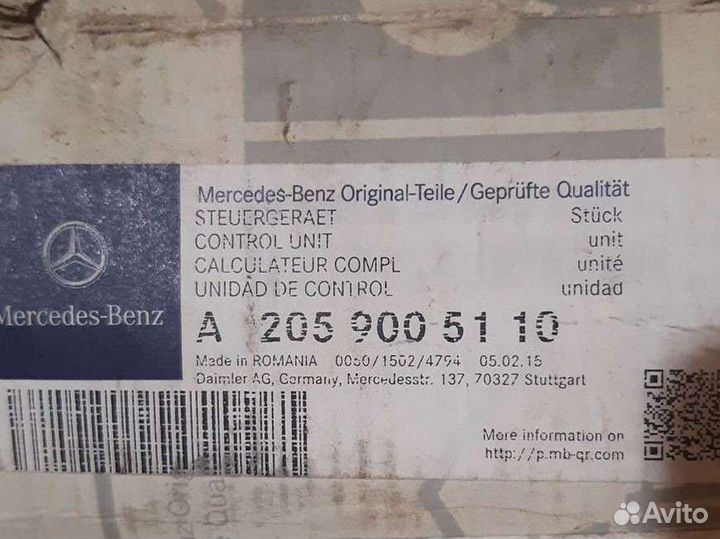 Mercedes-Benz Original-Teile/Geprüfte Qualität
STEUERGERAET Stück
CONTROL UNIT unit
CALCULATEUR COMPL unité
UNIDAD DE CONTROL unidad
Mercedes-Benz
A 205 900 51 10
Made in ROMANIA 0060/1502/4794 05.02.15
Daimler AG, Germany, Mercedesstr. 137, 70327 Stuttgart
More information on
http://p.mb-qr.com
Avito